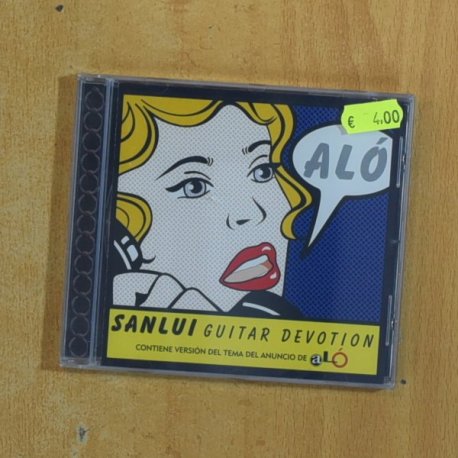 € 4.00
ALÓ
SANLUI GUITAR DEVOTION
CONTIENE VERSIÓN DEL TEMA DEL ANUNCIO DE aLÓ